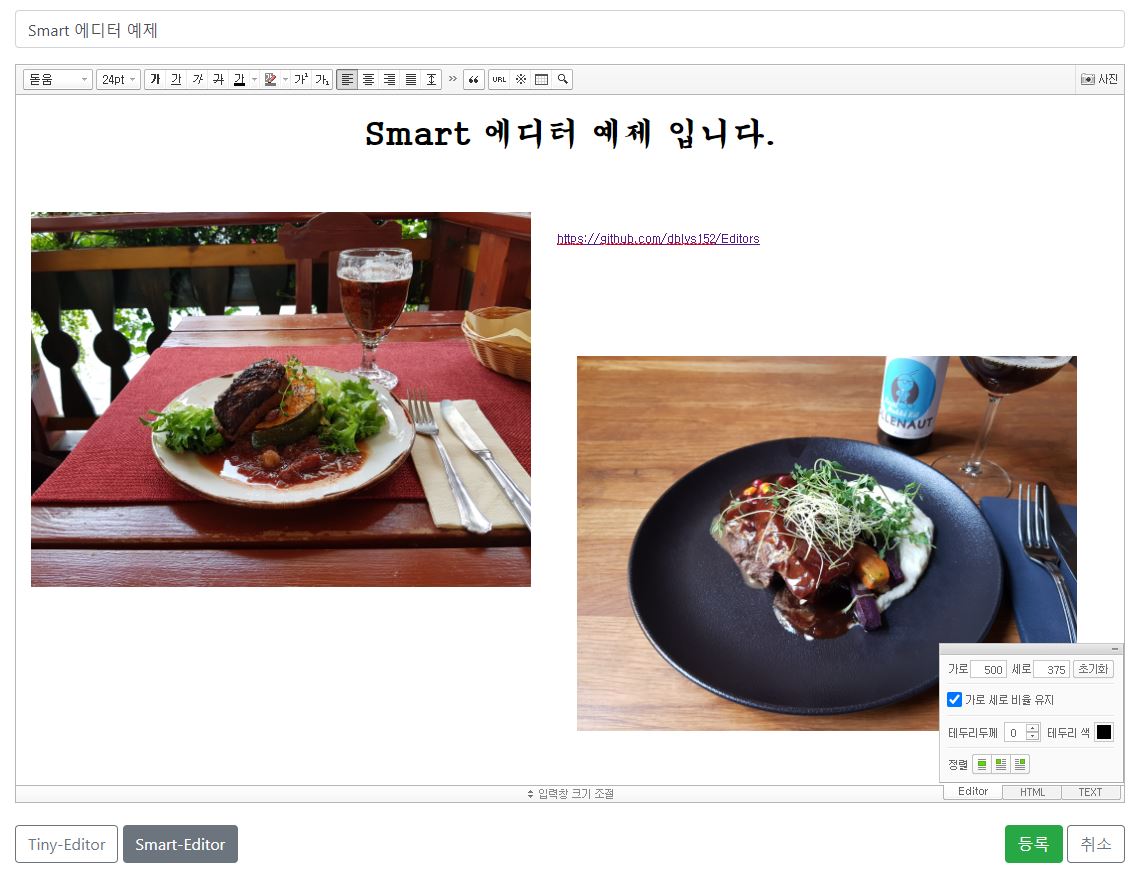 Smart 에디터 예제
돋움 24pt 가 가 가 가 가 가¹ 가₁ URL 사진
Smart 에디터 예제 입니다.
https://github.com/dblys152/Editors
LENAUT
가로 500 세로 375 초기화
가로 세로 비율 유지
테두리두께 0 테두리 색
정렬
입력창 크기 조절
Editor HTML TEXT
Tiny-Editor Smart-Editor 등록 취소